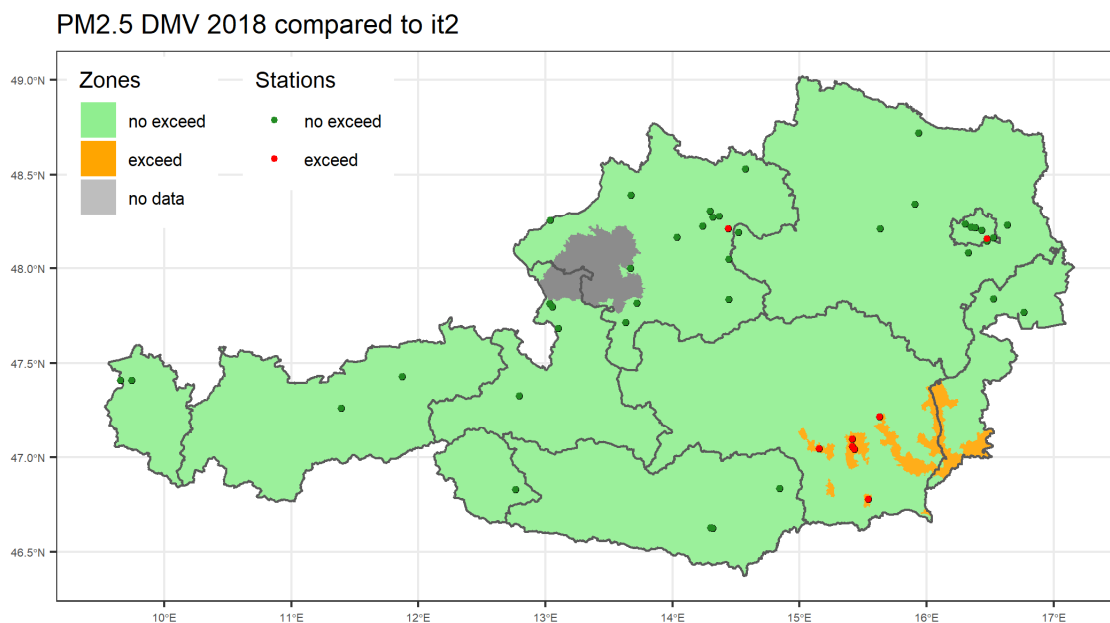 PM2.5 DMV 2018 compared to it2
Zones
no exceed
exceed
no data
Stations
no exceed
exceed
49.0°N
48.5°N
48.0°N
47.5°N
47.0°N
46.5°N
10°E 11°E 12°E 13°E 14°E 15°E 16°E 17°E